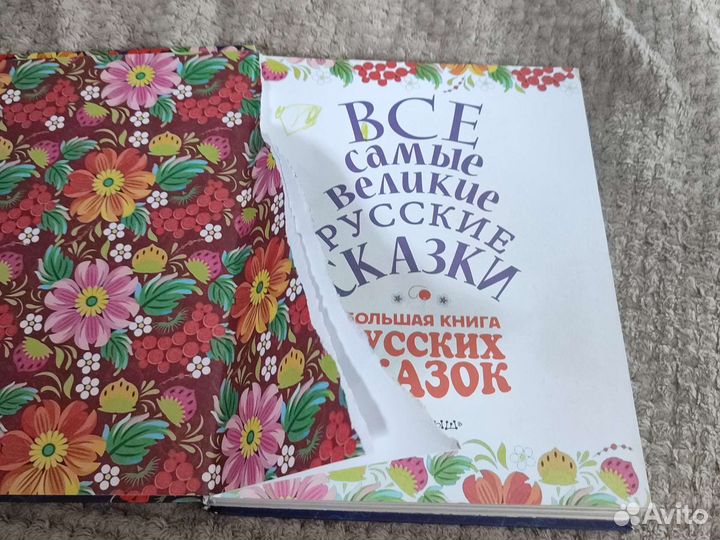 ВСЕ
самые
великие
РУССКИЕ
СКАЗКИ
БОЛЬШАЯ КНИГА
УССКИХ
АЗОК
Avito